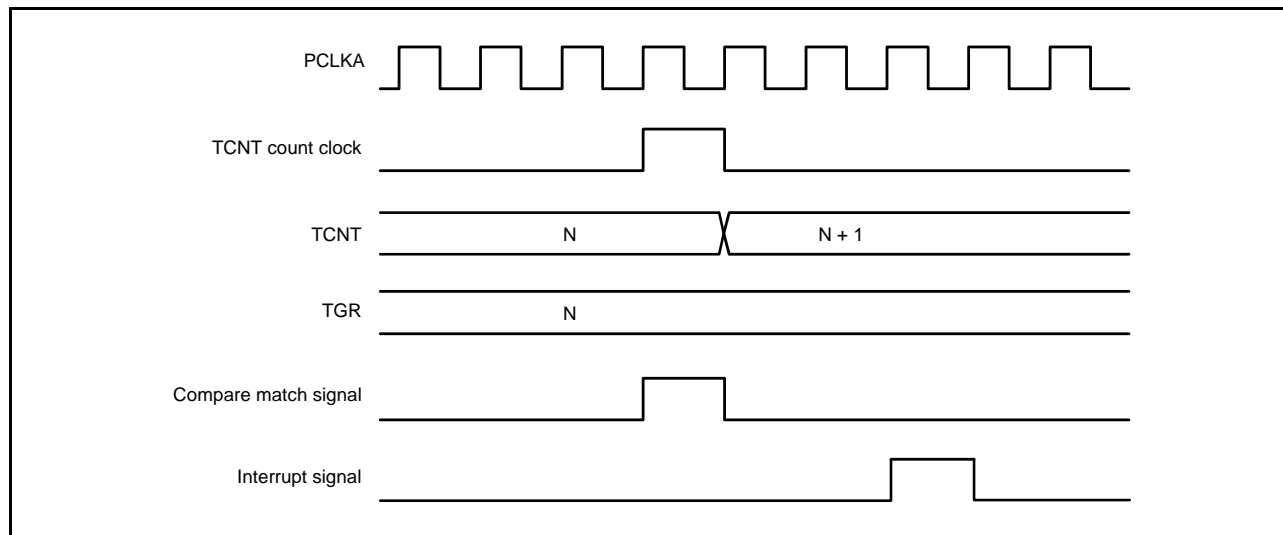 PCLKA
TCNT count clock
TCNT
N
N + 1
TGR
N
Compare match signal
Interrupt signal